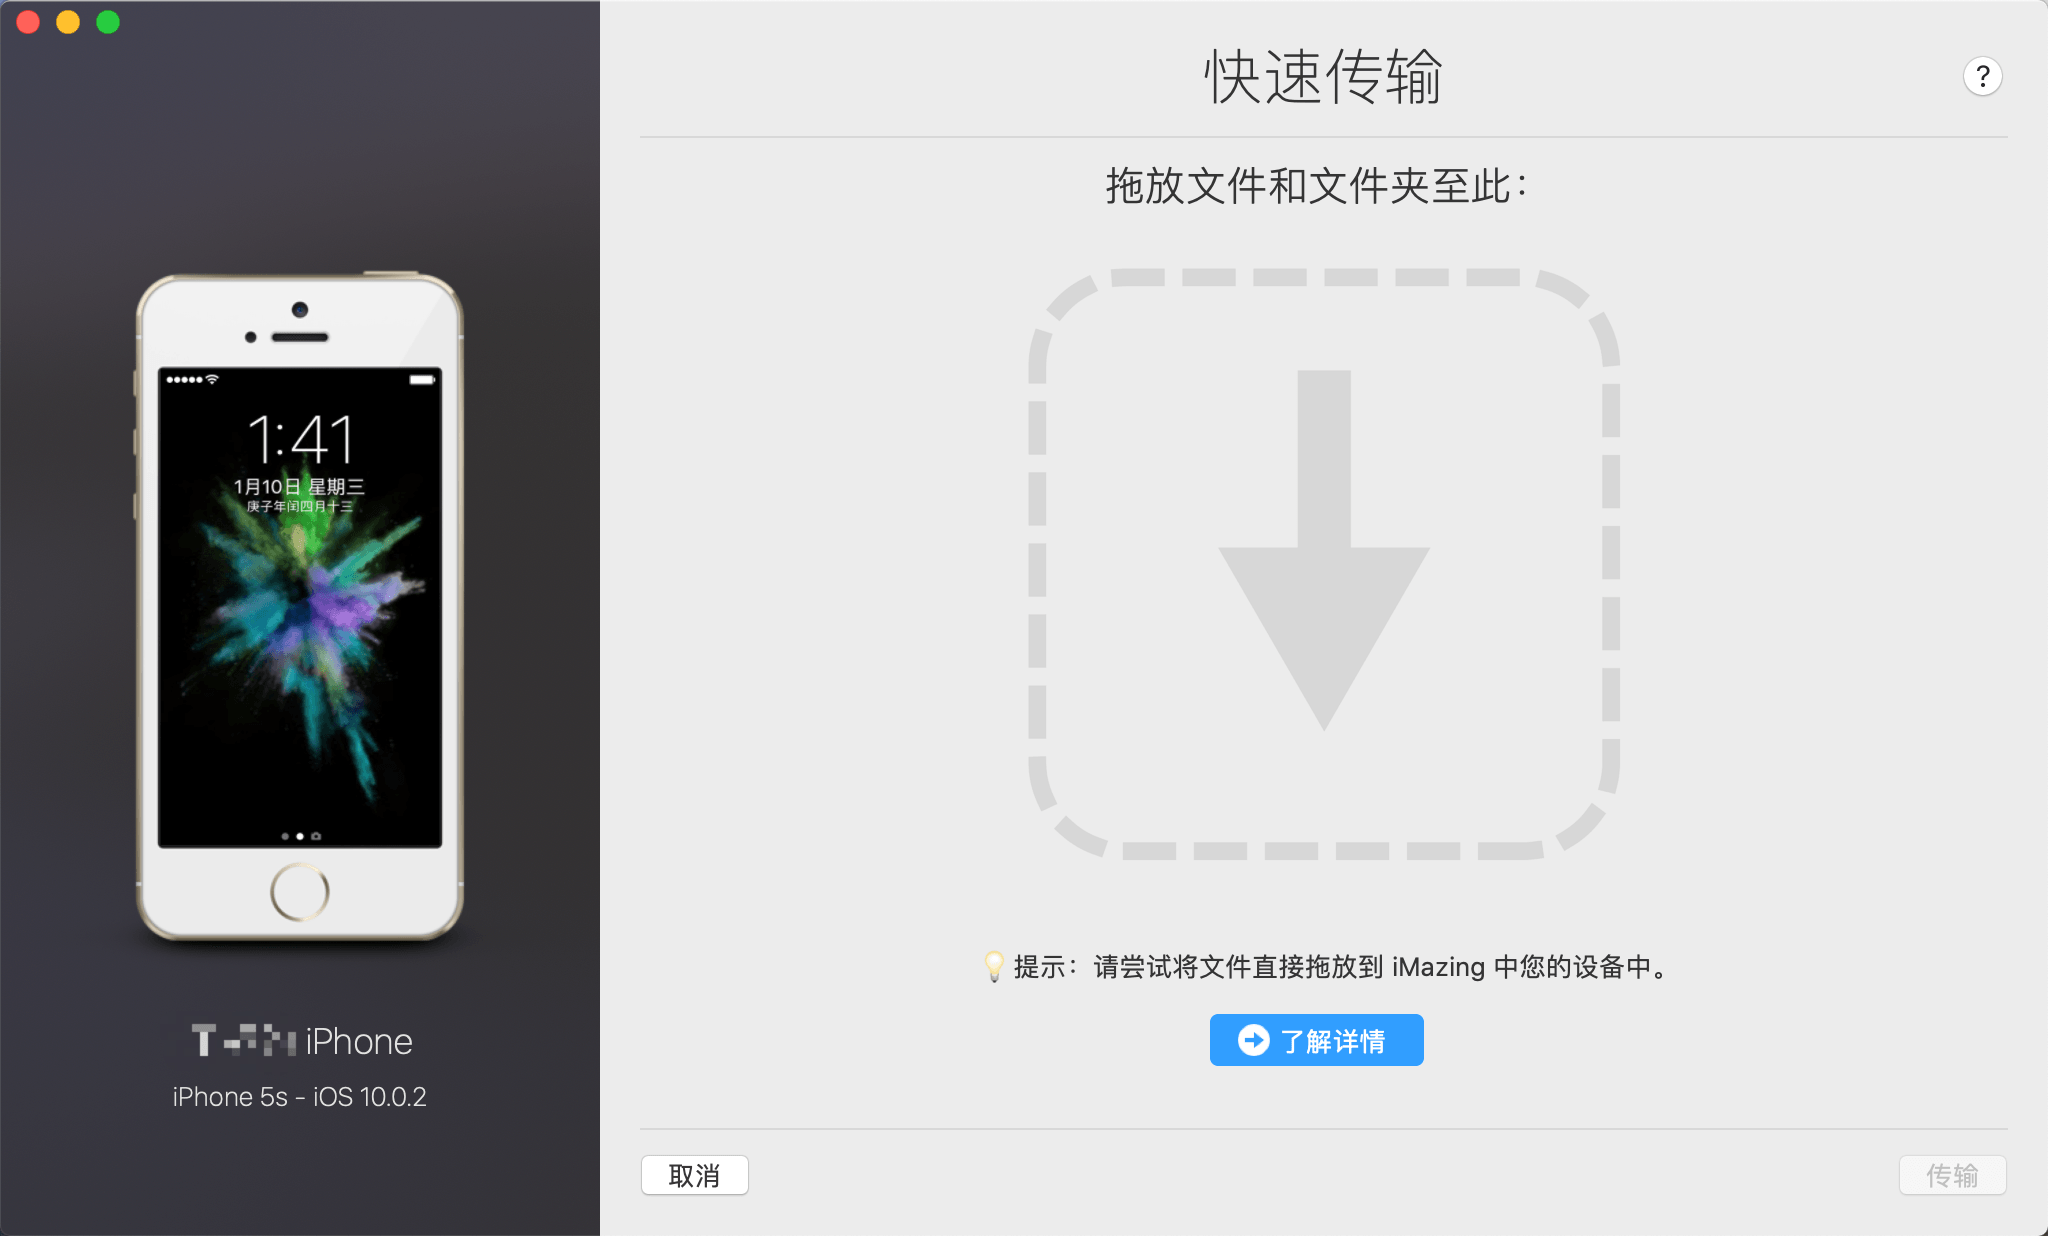 快速传输
?
拖放文件和文件夹至此：
1:41
1月10日 星期三
庚子年闰四月十三
💡提示：请尝试将文件直接拖放到 iMazing 中您的设备中。
了解详情
T iPhone
iPhone 5s - iOS 10.0.2
取消
传输